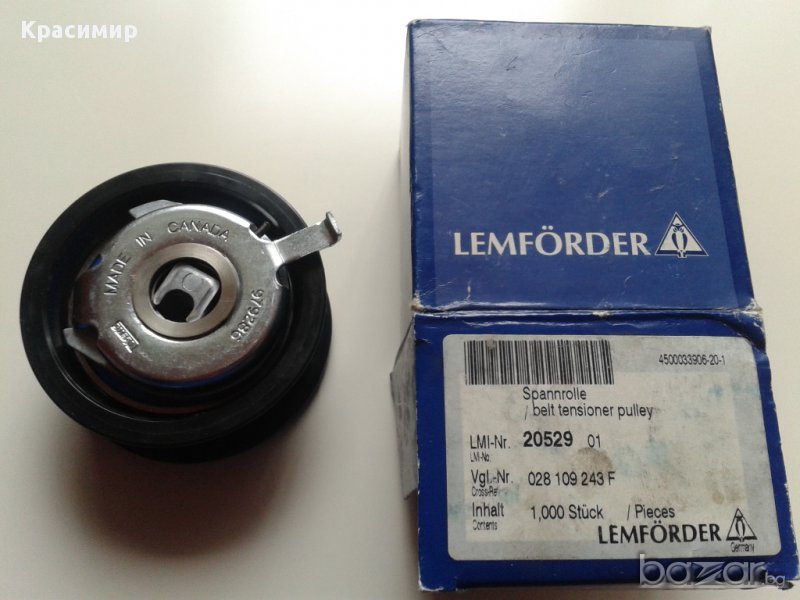 Красимир
MADE IN CANADA
979286
LEMFÖRDER
4500033906-20-1
Spannrolle
/ belt tensioner pulley
LMI-Nr. 20529 01
LMI-No.
Vgl.-Nr. 028 109 243 F
Cross-Ref.
Inhalt 1,000 Stück / Pieces
Contents
LEMFÖRDER
Germany
bazar.bg